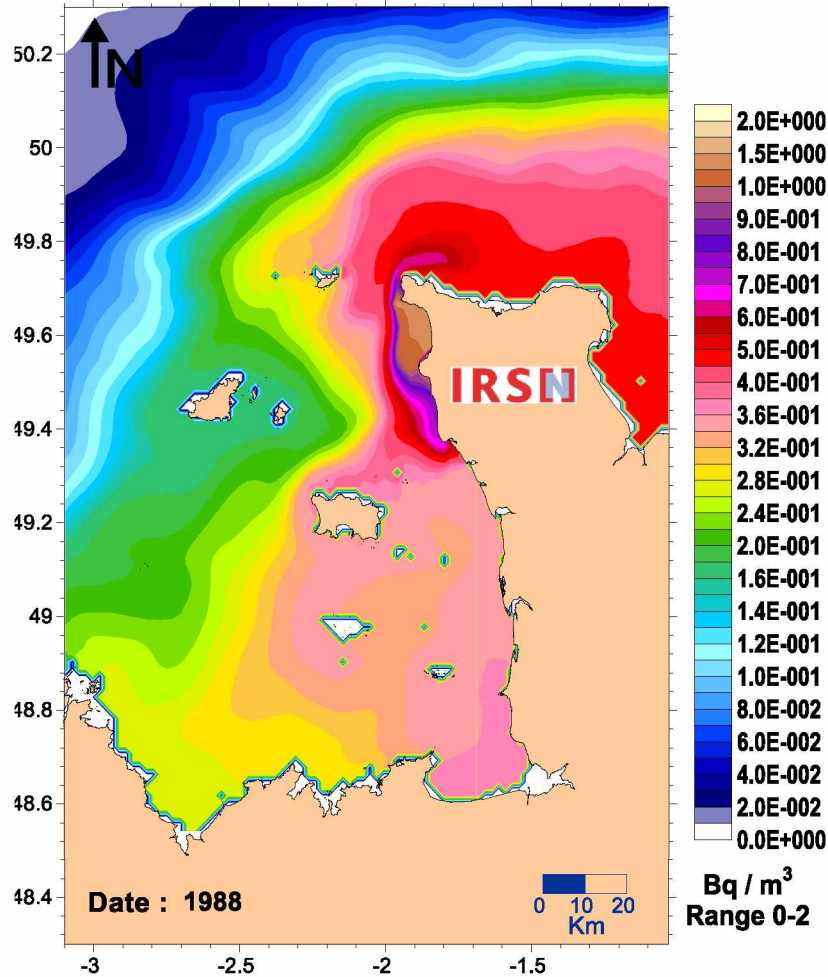 50.2
50
49.8
49.6
49.4
49.2
49
48.8
48.6
48.4
-3
-2.5
-2
-1.5
N
IRSN
Date : 1988
0 10 20
Km
2.0E+000
1.5E+000
1.0E+000
9.0E-001
8.0E-001
7.0E-001
6.0E-001
5.0E-001
4.0E-001
3.6E-001
3.2E-001
2.8E-001
2.4E-001
2.0E-001
1.6E-001
1.2E-001
1.0E-001
8.0E-002
6.0E-002
4.0E-002
2.0E-002
0.0E+000
Bq / m³
Range 0-2